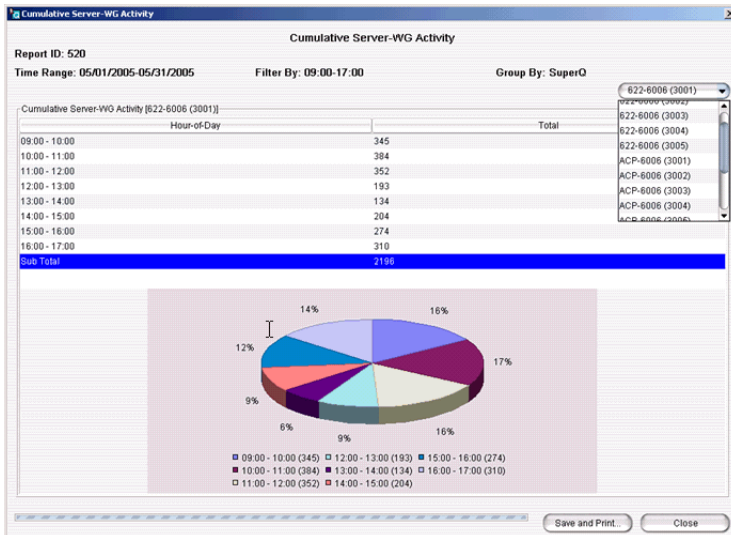 Cumulative Server-WG Activity
Cumulative Server-WG Activity
Report ID: 520
Time Range: 05/01/2005-05/31/2005 Filter By: 09:00-17:00 Group By: SuperQ
622-6006 (3001)
Cumulative Server-WG Activity [622-6006 (3001)]
622-6006 (3002)
622-6006 (3003)
622-6006 (3004)
622-6006 (3005)
ACP-6006 (3001)
ACP-6006 (3002)
ACP-6006 (3003)
ACP-6006 (3004)
Hour-of-Day Total
09:00 - 10:00 345
10:00 - 11:00 384
11:00 - 12:00 352
12:00 - 13:00 193
13:00 - 14:00 134
14:00 - 15:00 204
15:00 - 16:00 274
16:00 - 17:00 310
Sub Total 2196
14% 16%
12% 17%
9%
6% 9% 16%
09:00 - 10:00 (345) 12:00 - 13:00 (193) 15:00 - 16:00 (274)
10:00 - 11:00 (384) 13:00 - 14:00 (134) 16:00 - 17:00 (310)
11:00 - 12:00 (352) 14:00 - 15:00 (204)
Save and Print... Close